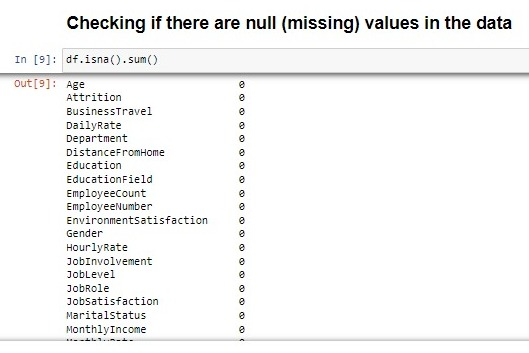 Checking if there are null (missing) values in the data
In [9]: df.isna().sum()
Out[9]: Age 0
Attrition 0
BusinessTravel 0
DailyRate 0
Department 0
DistanceFromHome 0
Education 0
EducationField 0
EmployeeCount 0
EmployeeNumber 0
EnvironmentSatisfaction 0
Gender 0
HourlyRate 0
JobInvolvement 0
JobLevel 0
JobRole 0
JobSatisfaction 0
MaritalStatus 0
MonthlyIncome 0